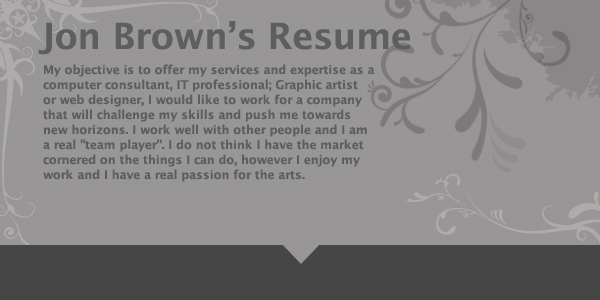 Jon Brown's Resume
My objective is to offer my services and expertise as a
computer consultant, IT professional; Graphic artist
or web designer, I would like to work for a company
that will challenge my skills and push me towards
new horizons. I work well with other people and I am
a real "team player". I do not think I have the market
cornered on the things I can do, however I enjoy my
work and I have a real passion for the arts.